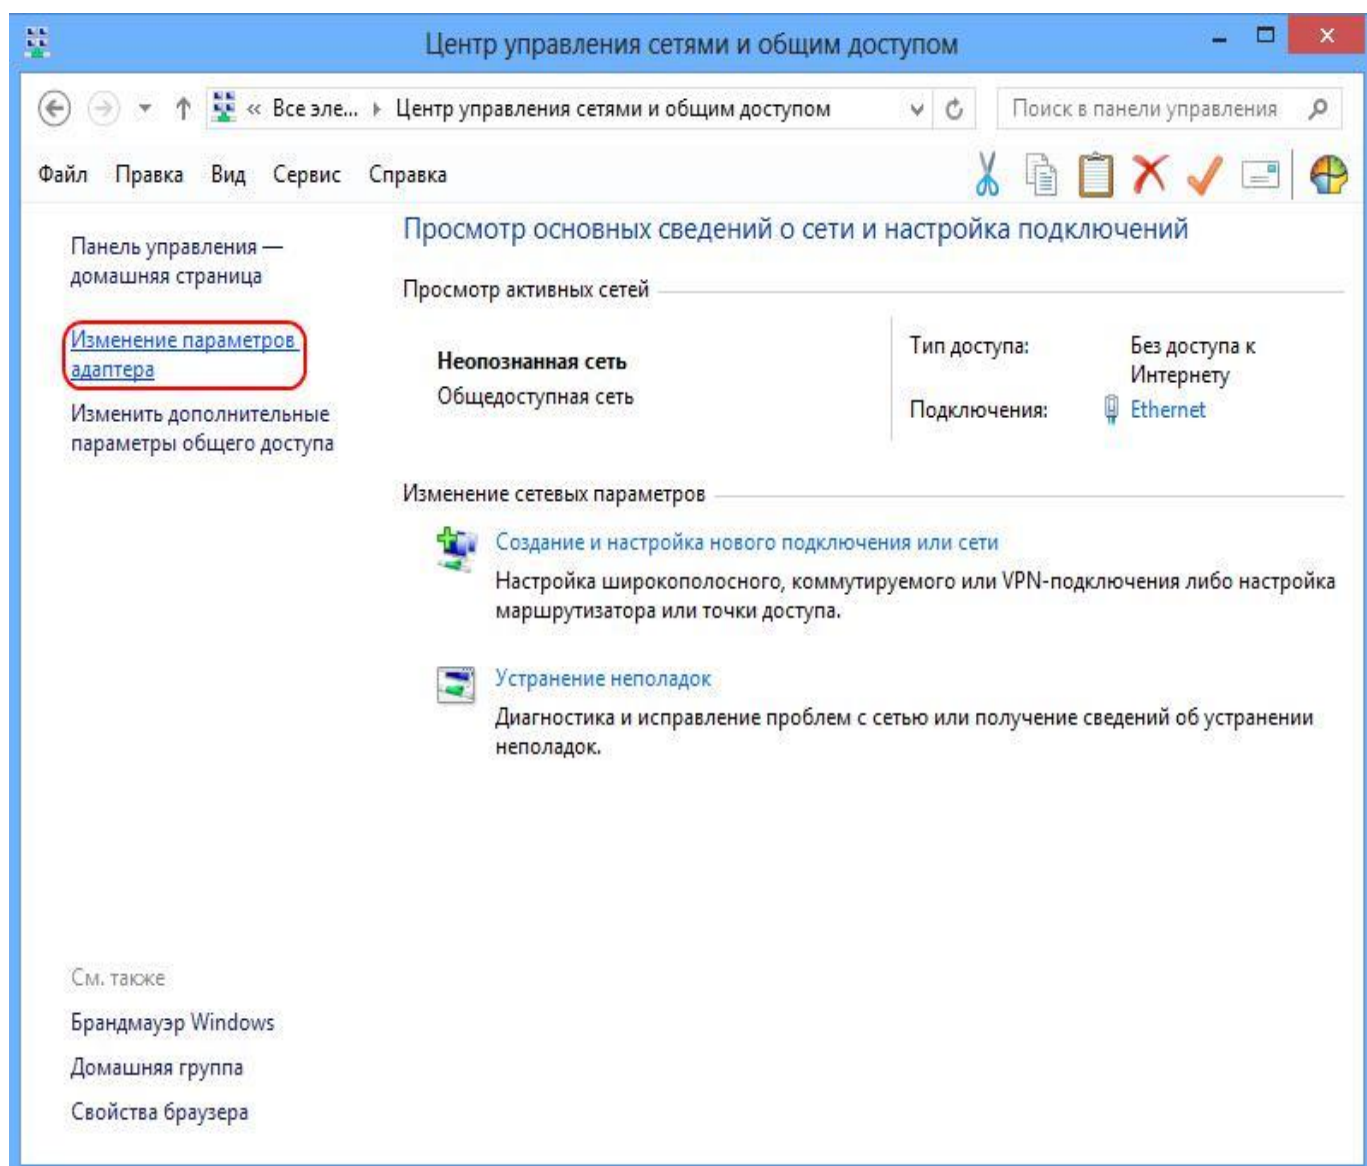 Центр управления сетями и общим доступом
« Все эле... Центр управления сетями и общим доступом Поиск в панели управления
Файл Правка Вид Сервис Справка
Панель управления —
домашняя страница
Изменение параметров
адаптера
Изменить дополнительные
параметры общего доступа
Просмотр основных сведений о сети и настройка подключений
Просмотр активных сетей
Неопознанная сеть
Общедоступная сеть
Тип доступа: Без доступа к
Интернету
Подключения: Ethernet
Изменение сетевых параметров
Создание и настройка нового подключения или сети
Настройка широкополосного, коммутируемого или VPN-подключения либо настройка
маршрутизатора или точки доступа.
Устранение неполадок
Диагностика и исправление проблем с сетью или получение сведений об устранении
неполадок.
См. также
Брандмауэр Windows
Домашняя группа
Свойства браузера